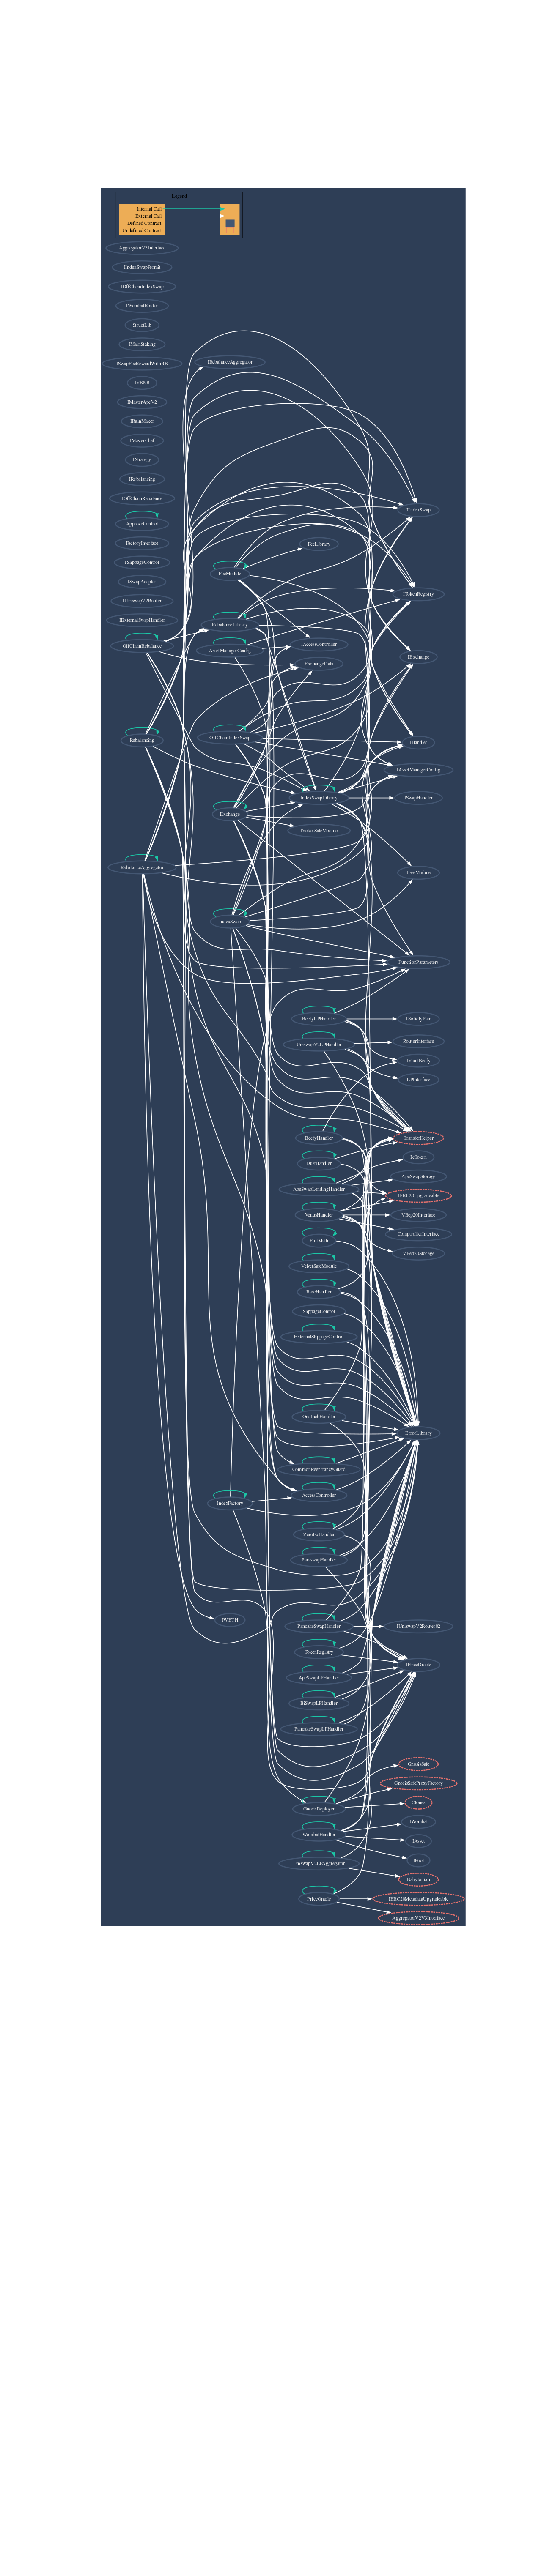 Legend
Internal Call
External Call
Defined Contract
Undefined Contract
AggregatorV3Interface
IIndexSwapPermit
IOffChainIndexSwap
IWombatRouter
StructLib
IMainStaking
ISwapFeeRewardWithRB
IVBNB
IMasterApeV2
IBaseMaker
IMasterChef
IStrategy
IRebalancing
IOffChainRebalance
ApproveControl
FactoryInterface
ISlippageControl
ISwapAdapter
IUniswapV2Router
IExternalSwapHandler
OffChainRebalance
Rebalancing
RebalanceAggregator
IRebalanceAggregator
FeeModule
RebalanceLibrary
AssetManagerConfig
OffChainIndexSwap
Exchange
IndexSwap
IndexFactory
IWETH
FeeLibrary
IAccessController
ExchangeData
IndexSwapLibrary
IVelvetSafeModule
BeefyLPHandler
UniswapV2LPHandler
BeefyHandler
DustHandler
ApeSwapLendingHandler
VenusHandler
FullMath
VelvetSafeModule
BaseHandler
SlippageControl
ExternalSlippageControl
OneInchHandler
CommonReentrancyGuard
AccessController
ZeroExHandler
ParaswapHandler
PancakeSwapHandler
TokenRegistry
ApeSwapLPHandler
BiSwapLPHandler
PancakeSwapLPHandler
GnosisDeployer
WombatHandler
UniswapV2LPAggregator
PriceOracle
IIndexSwap
ITokenRegistry
IExchange
IHandler
IAssetManagerConfig
ISwapHandler
IFeeModule
FunctionParameters
ISolidlyPair
RouterInterface
IVaultBeefy
LPInterface
TransferHelper
IcToken
ApeSwapStorage
IERC20Upgradeable
VBep20Interface
ComptrollerInterface
VBep20Storage
ErrorLibrary
IUniswapV2Router02
IPriceOracle
GnosisSafe
GnosisSafeProxyFactory
Clones
IWombat
IAsset
IPool
Babylonian
IERC20MetadataUpgradeable
AggregatorV2V3Interface